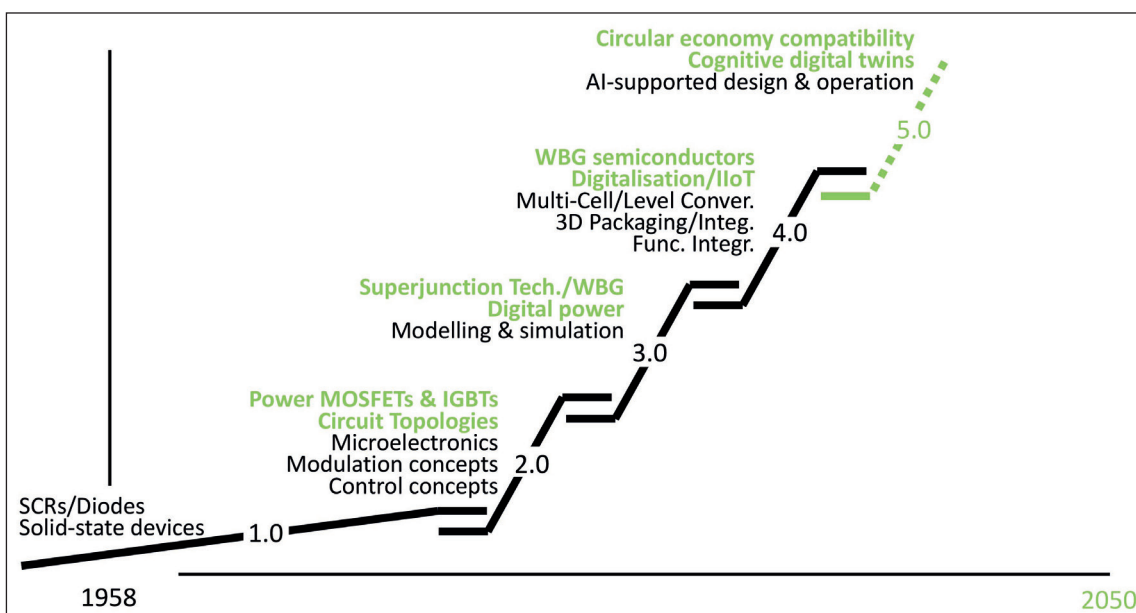 Circular economy compatibility
Cognitive digital twins
AI-supported design & operation
5.0
WBG semiconductors
Digitalisation/IIoT
Multi-Cell/Level Conver.
3D Packaging/Integ.
Func. Integr.
4.0
Superjunction Tech./WBG
Digital power
Modelling & simulation
3.0
Power MOSFETs & IGBTs
Circuit Topologies
Microelectronics
Modulation concepts
Control concepts
2.0
SCRs/Diodes
Solid-state devices
1.0
1958
2050